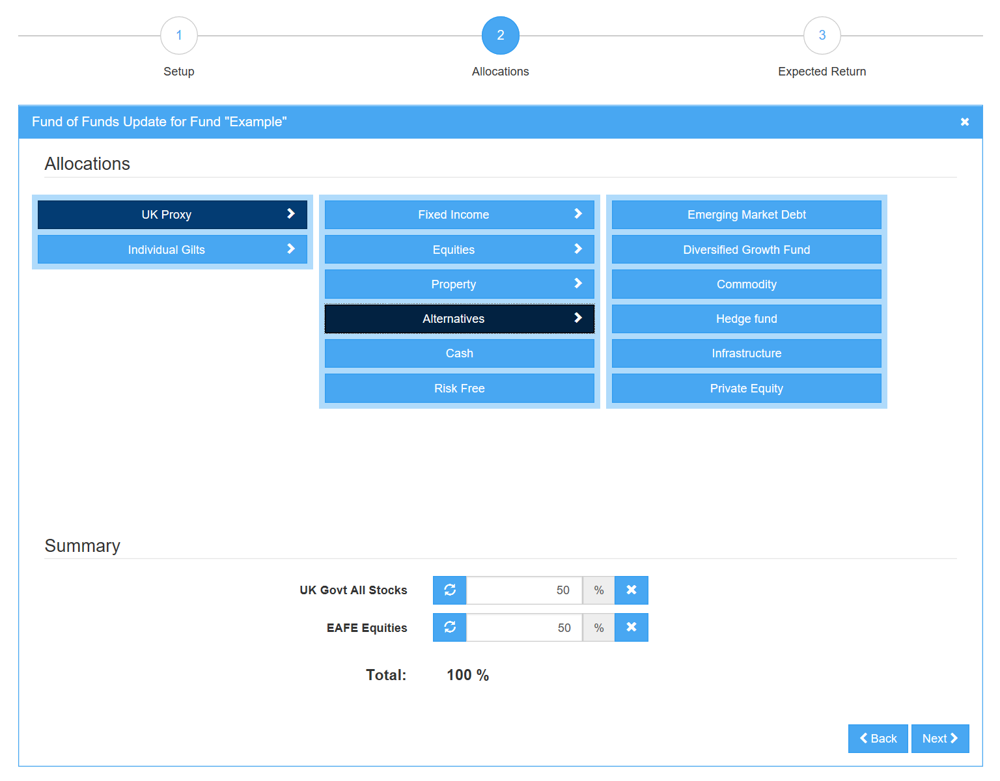 1
Setup
2
Allocations
3
Expected Return
Fund of Funds Update for Fund "Example"
Allocations
UK Proxy
Individual Gilts
Fixed Income
Equities
Property
Alternatives
Cash
Risk Free
Emerging Market Debt
Diversified Growth Fund
Commodity
Hedge fund
Infrastructure
Private Equity
Summary
UK Govt All Stocks 50 %
EAFE Equities 50 %
Total: 100 %
Back Next